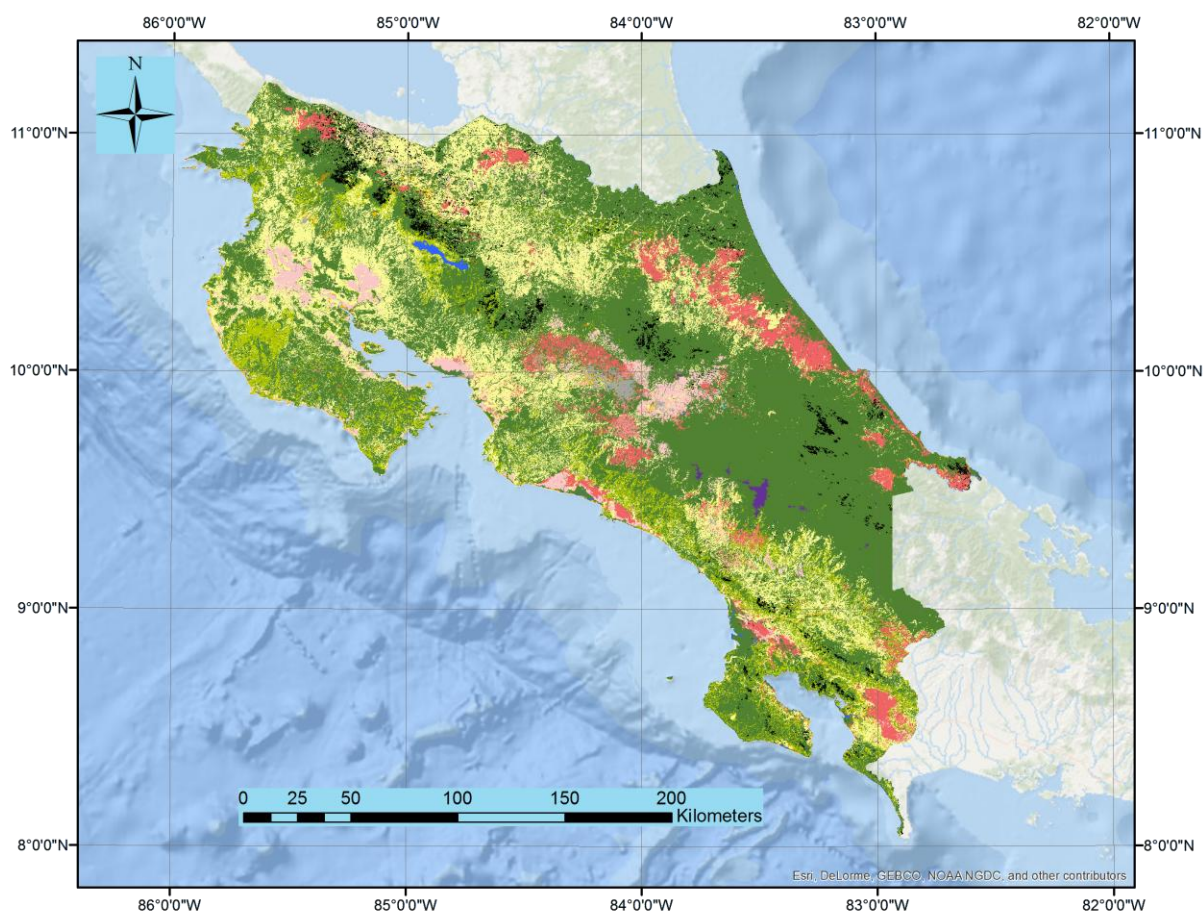 86°0'0"W 85°0'0"W 84°0'0"W 83°0'0"W 82°0'0"W
N
11°0'0"N 11°0'0"N
10°0'0"N 10°0'0"N
9°0'0"N 9°0'0"N
0 25 50 100 150 200
Kilometers
8°0'0"N 8°0'0"N
Esri, DeLorme, GEBCO, NOAA NGDC, and other contributors
86°0'0"W 85°0'0"W 84°0'0"W 83°0'0"W 82°0'0"W